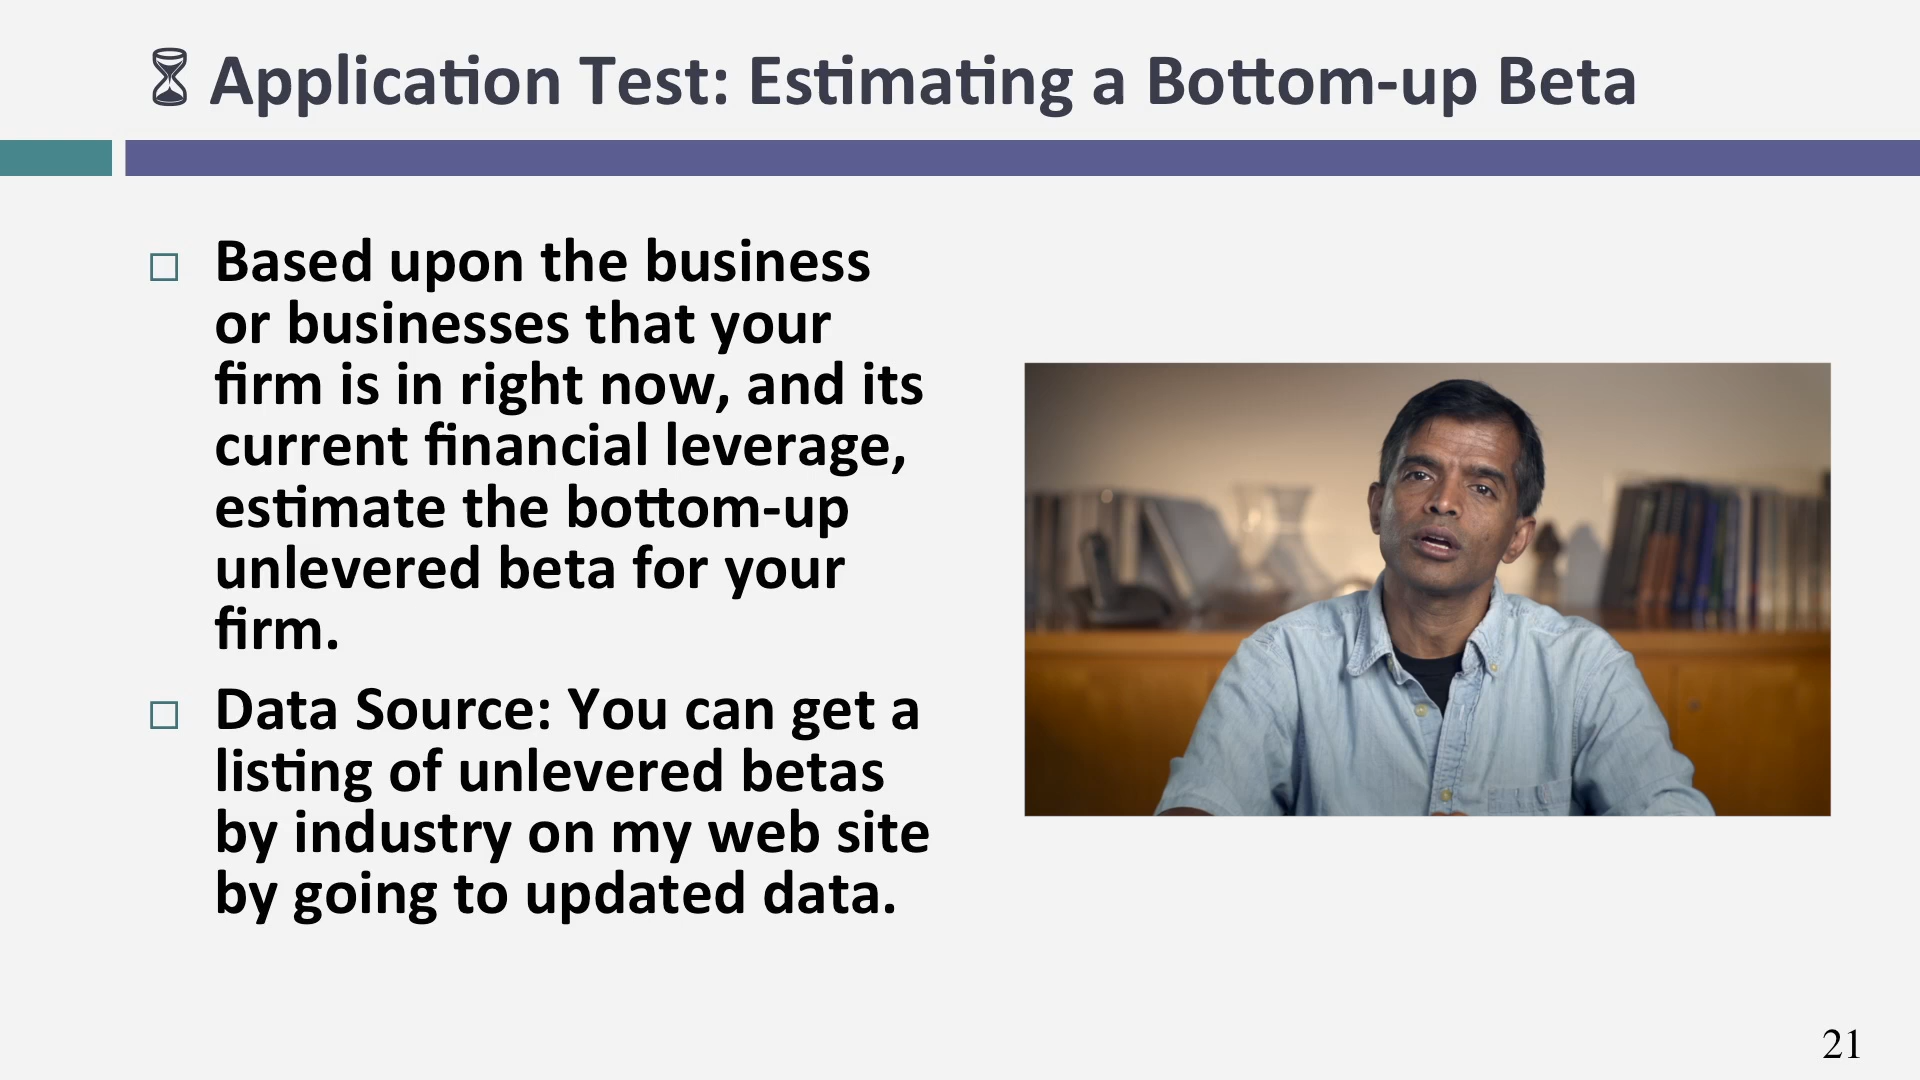 Application Test: Estimating a Bottom-up Beta
Based upon the business
or businesses that your
firm is in right now, and its
current financial leverage,
estimate the bottom-up
unlevered beta for your
firm.
Data Source: You can get a
listing of unlevered betas
by industry on my web site
by going to updated data.
21